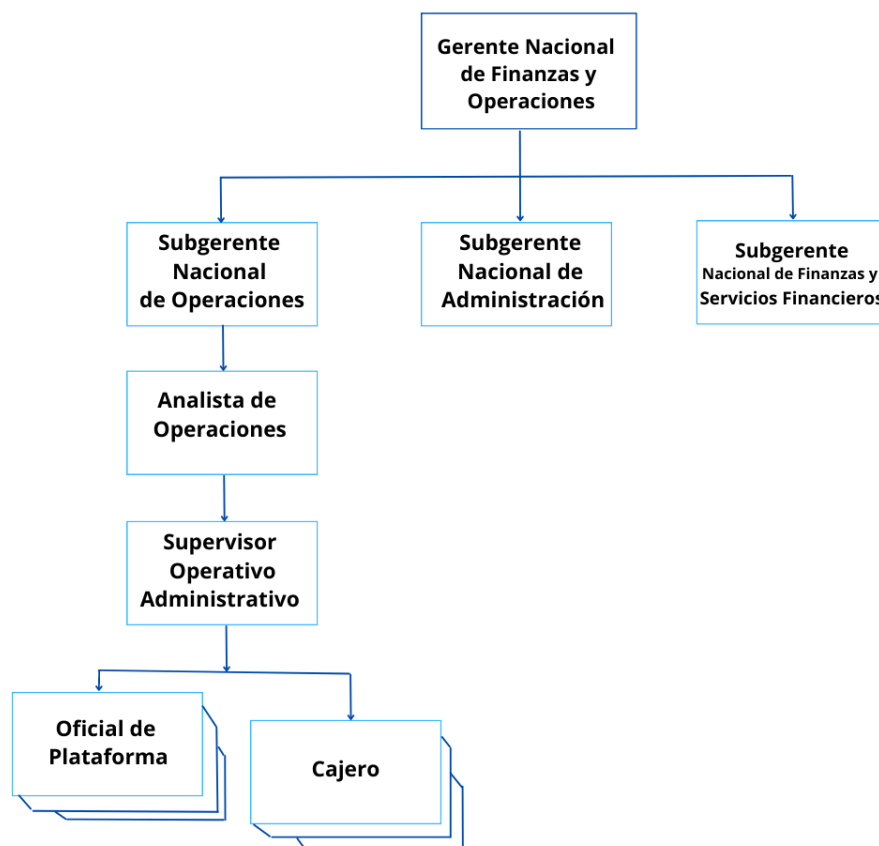 Gerente Nacional
de Finanzas y
Operaciones
Subgerente
Nacional
de Operaciones
Subgerente
Nacional de
Administración
Subgerente
Nacional de Finanzas y
Servicios Financieros
Analista de
Operaciones
Supervisor
Operativo
Administrativo
Oficial de
Plataforma
Cajero